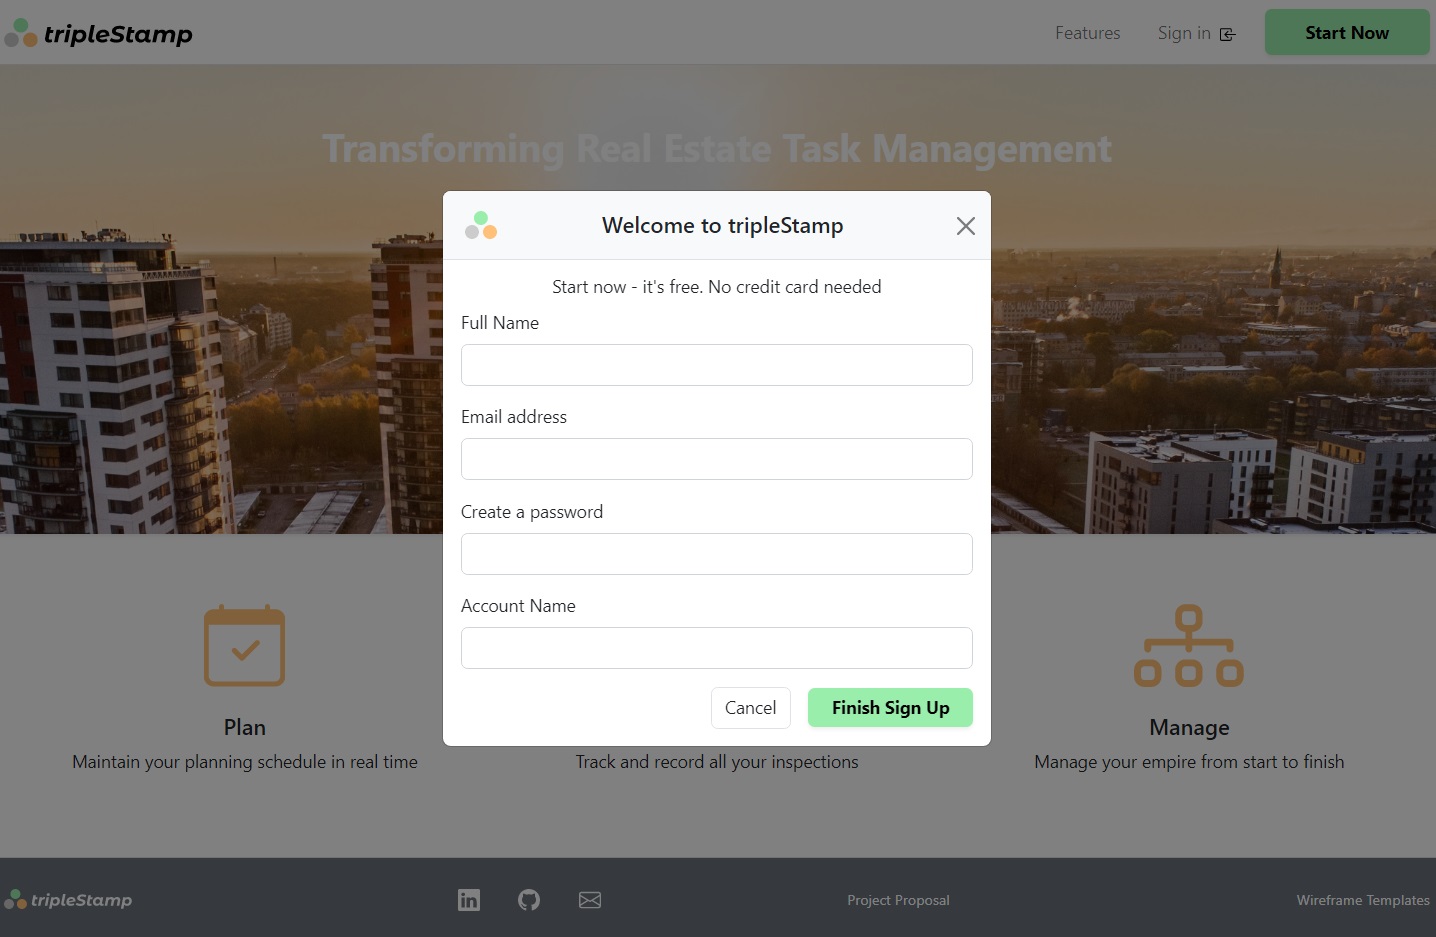 tripleStamp
Features
Sign in
Start Now
Transforming Real Estate Task Management
Welcome to tripleStamp
Start now - it's free. No credit card needed
Full Name
Email address
Create a password
Account Name
Cancel
Finish Sign Up
Plan
Maintain your planning schedule in real time
Track and record all your inspections
Manage
Manage your empire from start to finish
tripleStamp
Project Proposal
Wireframe Templates